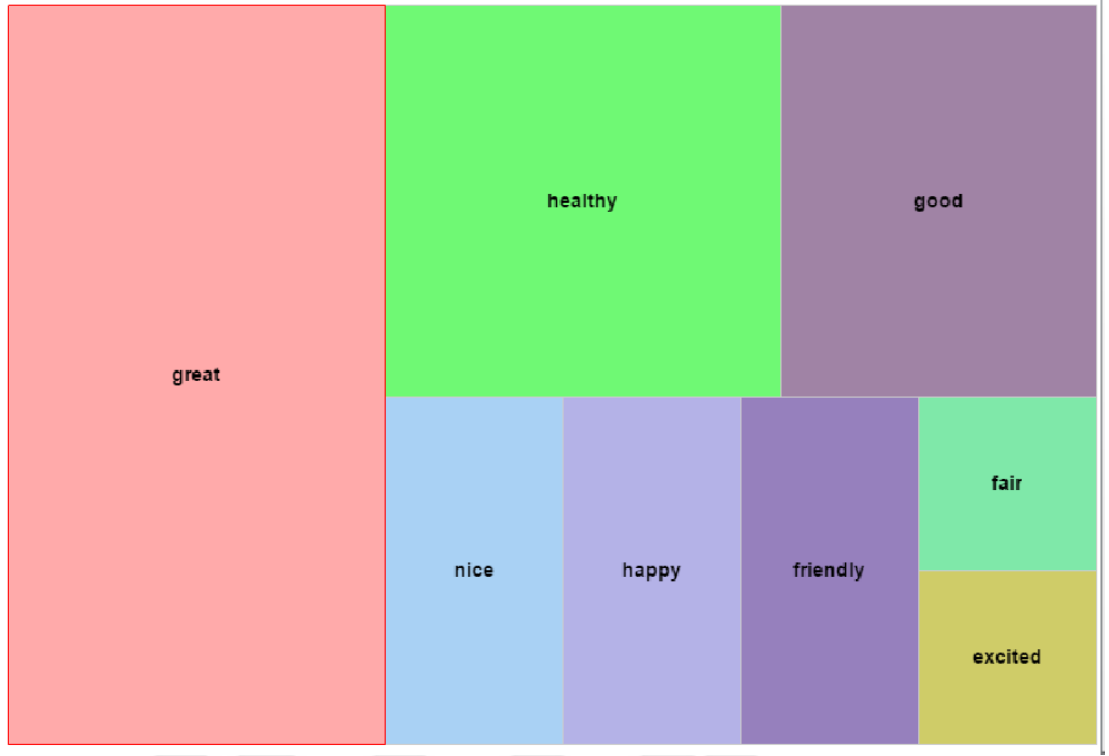 great
healthy
good
nice
happy
friendly
fair
excited